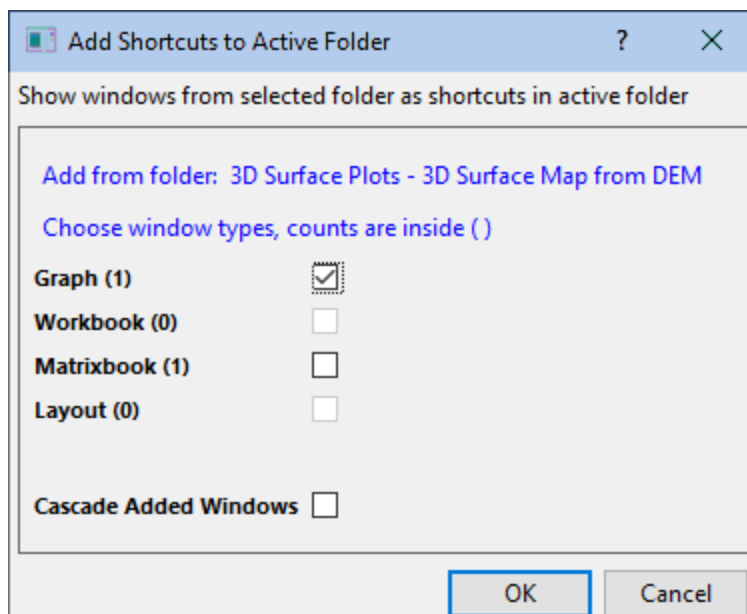 Add Shortcuts to Active Folder ?
Show windows from selected folder as shortcuts in active folder
Add from folder: 3D Surface Plots - 3D Surface Map from DEM
Choose window types, counts are inside ( )
Graph (1)
Workbook (0)
Matrixbook (1)
Layout (0)
Cascade Added Windows
OK Cancel